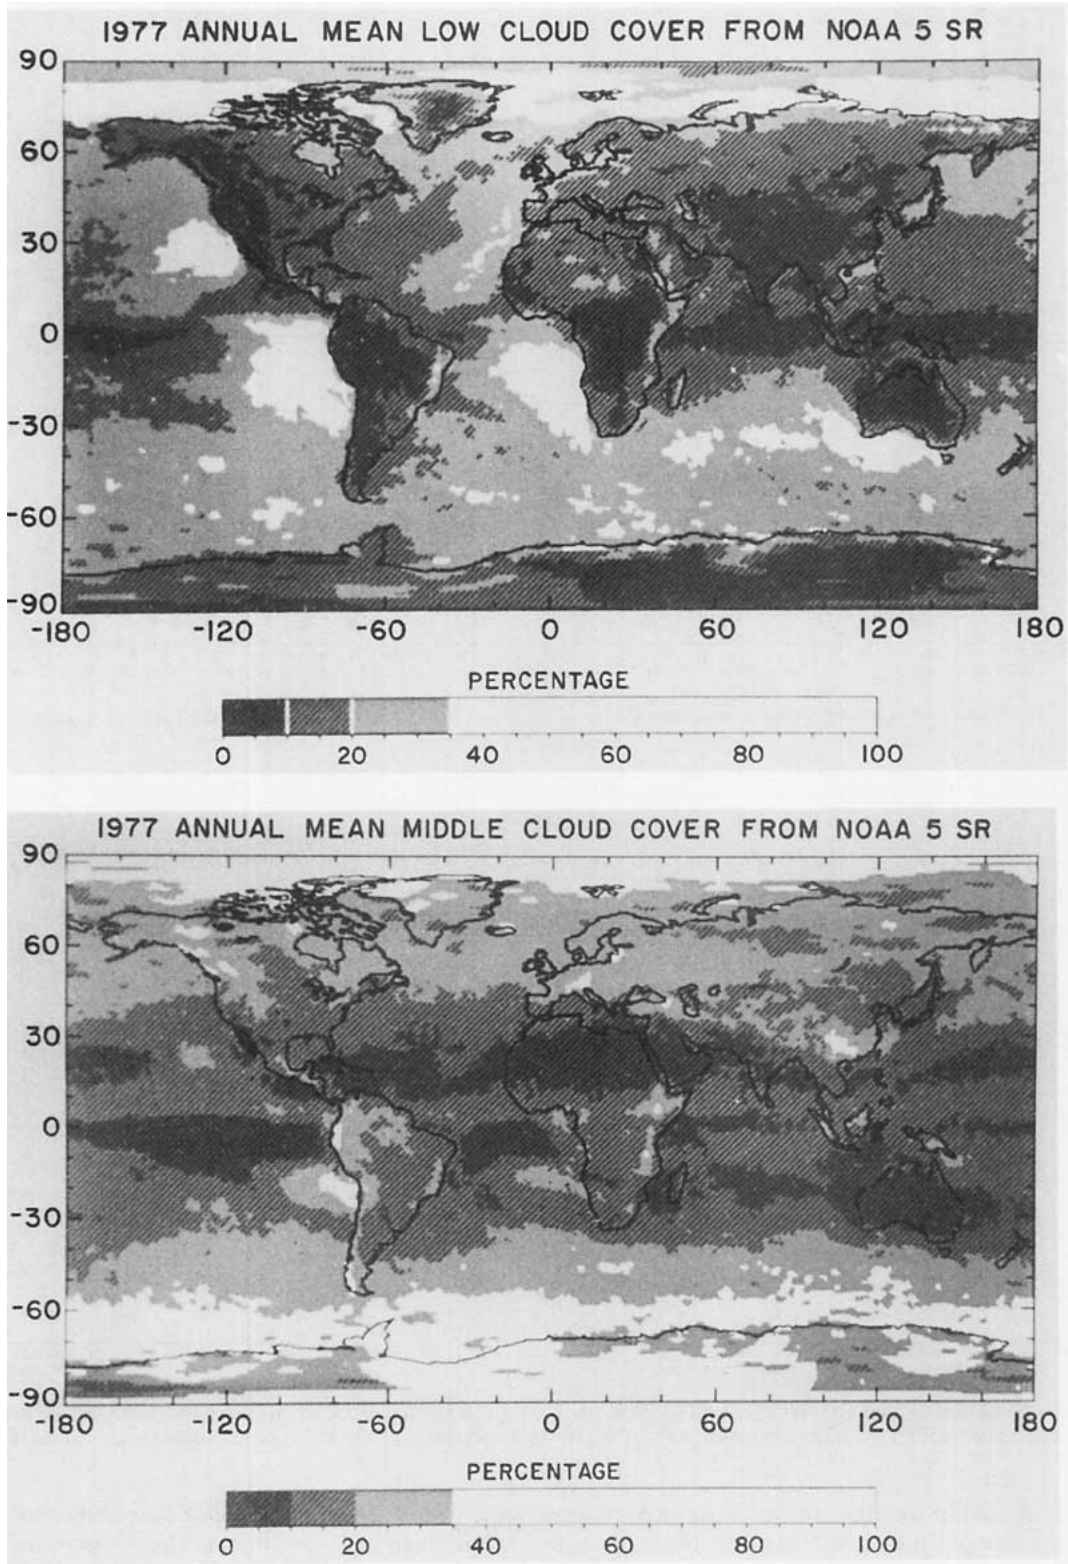 1977 ANNUAL MEAN LOW CLOUD COVER FROM NOAA 5 SR
90
60
30
0
-30
-60
-90
-180 -120 -60 0 60 120 180
PERCENTAGE
0 20 40 60 80 100
1977 ANNUAL MEAN MIDDLE CLOUD COVER FROM NOAA 5 SR
90
60
30
0
-30
-60
-90
-180 -120 -60 0 60 120 180
PERCENTAGE
0 20 40 60 80 100